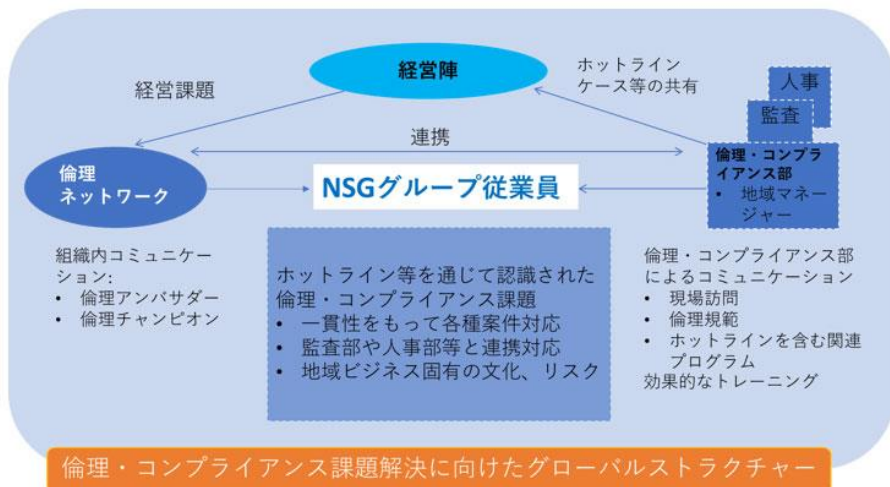 経営陣
ホットライン
ケース等の共有
人事
監査
経営課題
連携
倫理
ネットワーク
NSGグループ従業員
倫理・コンプラ
イアンス部
• 地域マネー
ジャー
組織内コミュニケー
ション:
• 倫理アンバサダー
• 倫理チャンピオン
ホットライン等を通じて認識された
倫理・コンプライアンス課題
• 一貫性をもって各種案件対応
• 監査部や人事部等と連携対応
• 地域ビジネス固有の文化、リスク
倫理・コンプライアンス部
によるコミュニケーション
• 現場訪問
• 倫理規範
• ホットラインを含む関連
プログラム
効果的なトレーニング
倫理・コンプライアンス課題解決に向けたグローバルストラクチャー